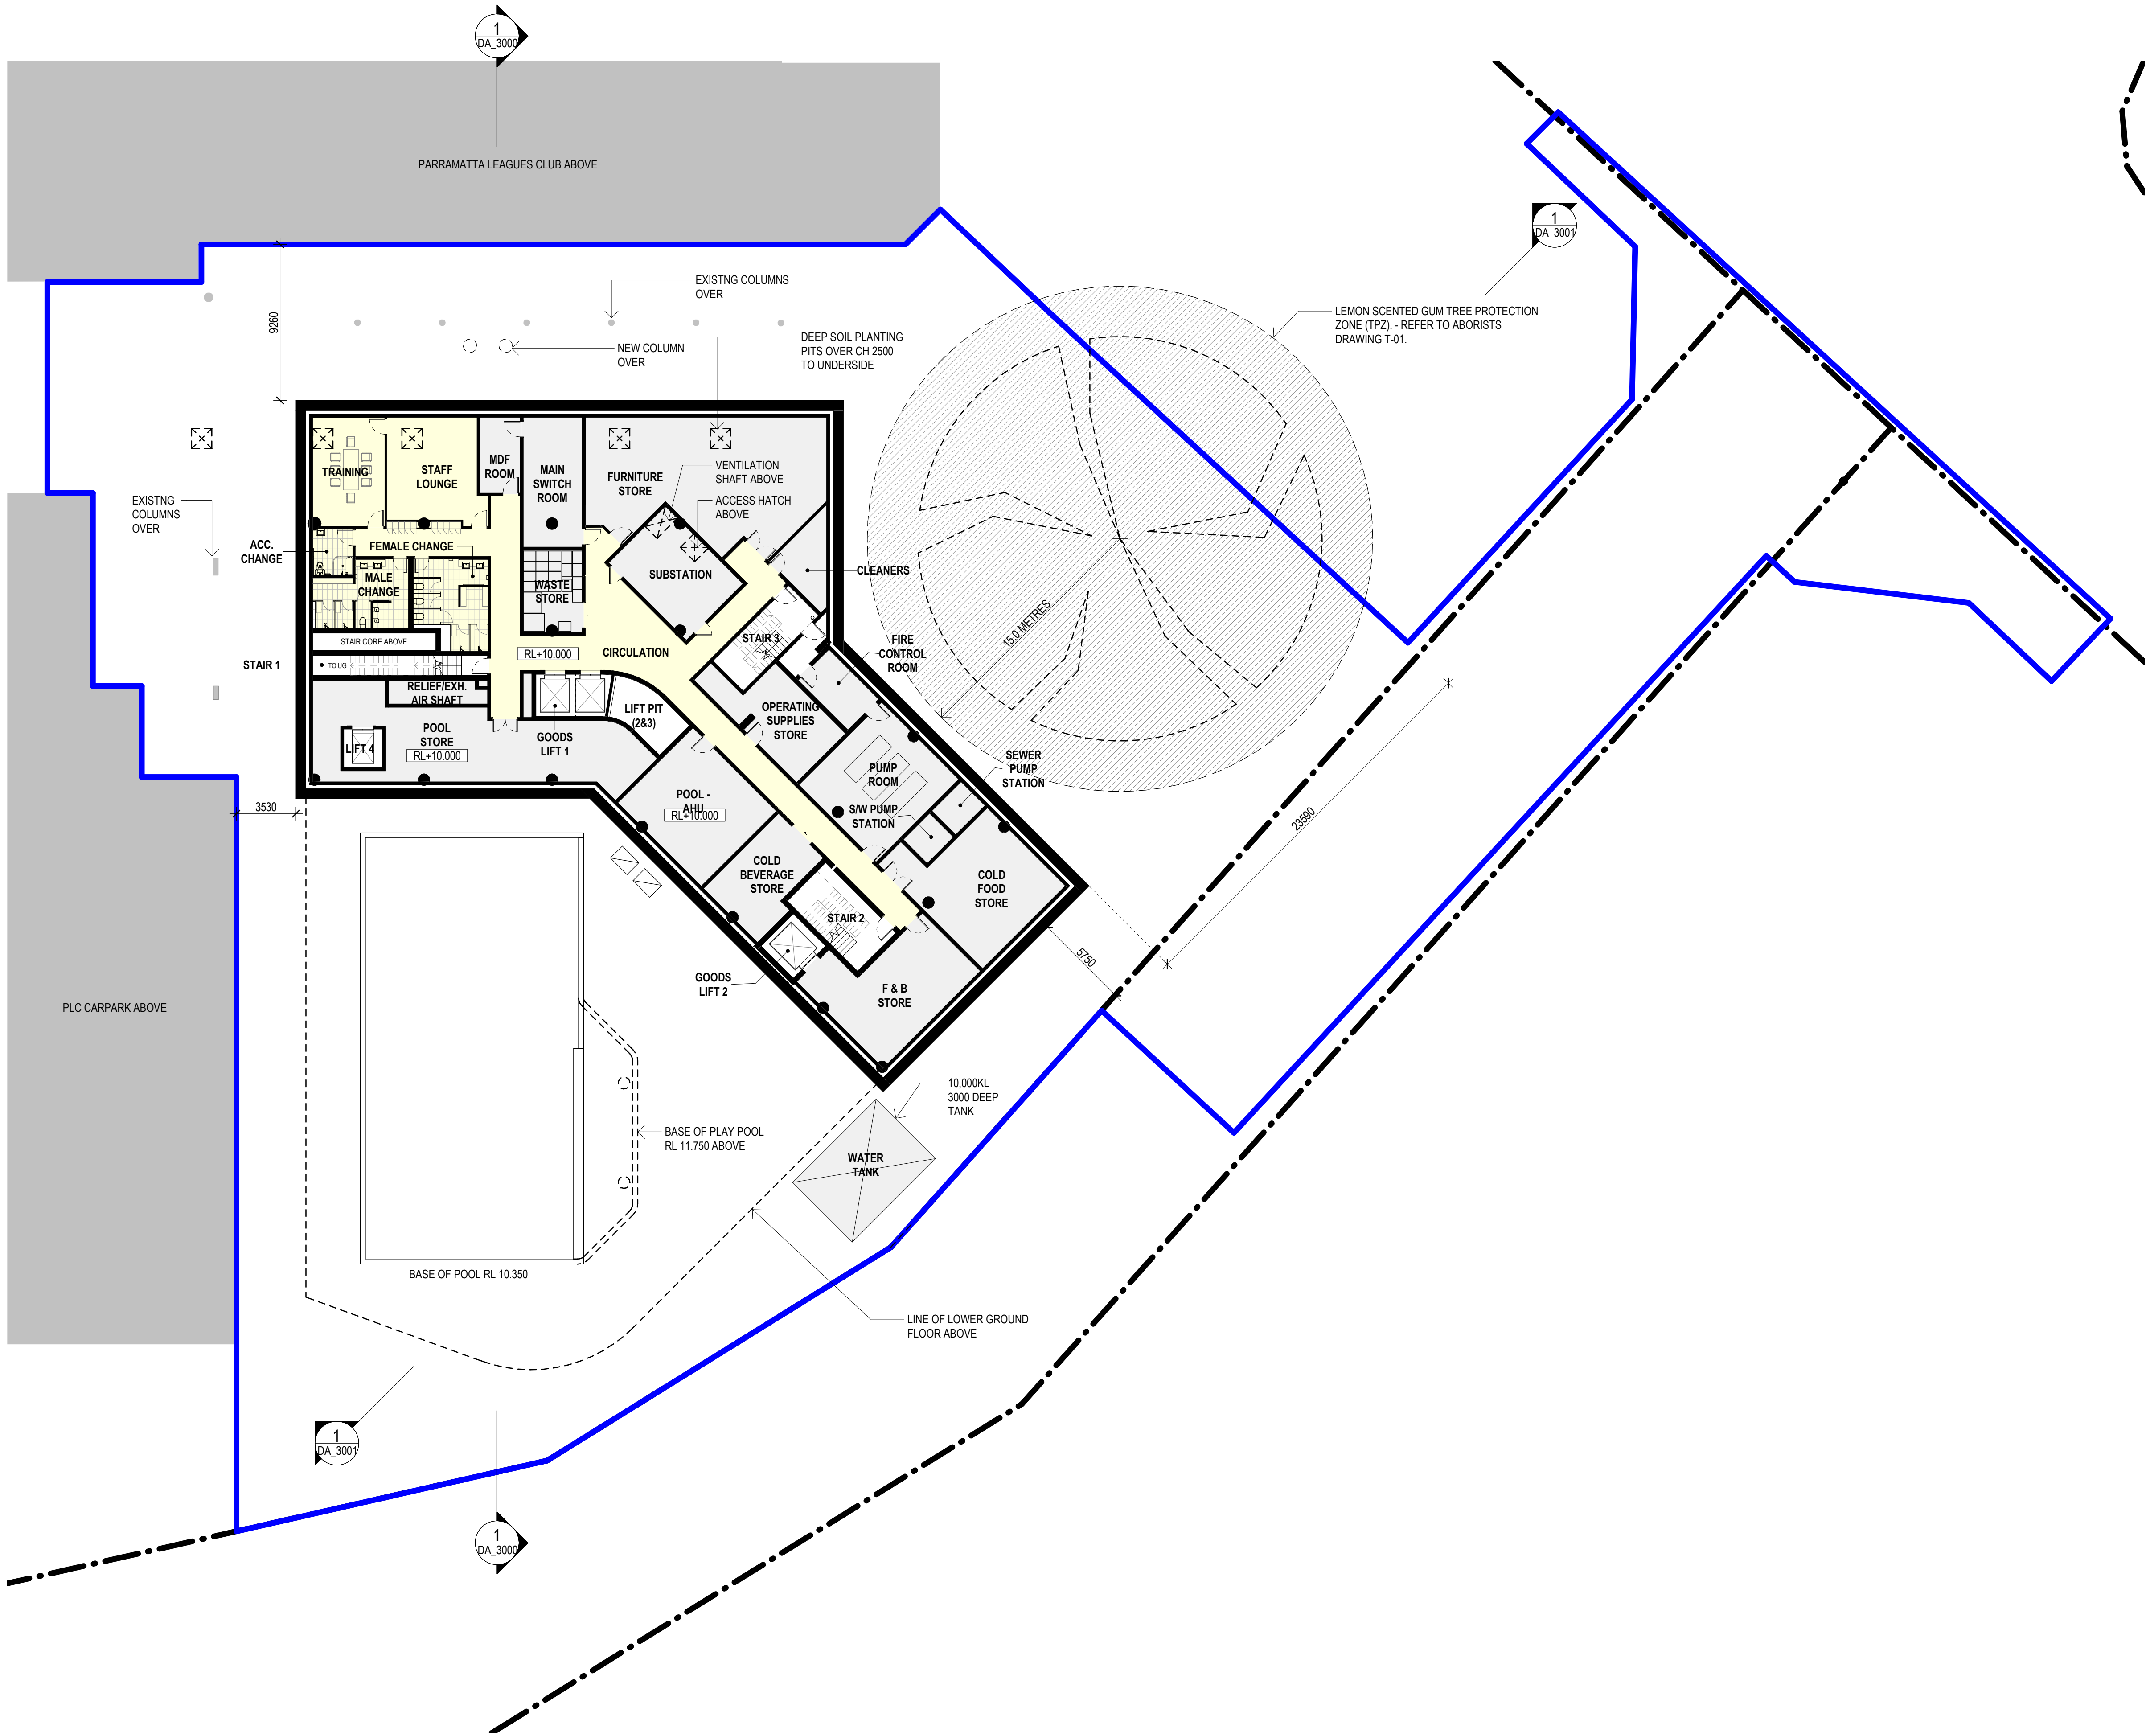 1
DA_3000
PARRAMATTA LEAGUES CLUB ABOVE
1
DA_3001
EXISTNG COLUMNS
OVER
9260
LEMON SCENTED GUM TREE PROTECTION
ZONE (TPZ). - REFER TO ABORISTS
DRAWING T-01.
NEW COLUMN
OVER
DEEP SOIL PLANTING
PITS OVER CH 2500
TO UNDERSIDE
EXISTNG
COLUMNS
OVER
TRAINING
STAFF
LOUNGE
MDF
ROOM
MAIN
SWITCH
ROOM
FURNITURE
STORE
VENTILATION
SHAFT ABOVE
ACCESS HATCH
ABOVE
ACC.
CHANGE
FEMALE CHANGE
MALE
CHANGE
WASTE
STORE
SUBSTATION
CLEANERS
15.0 METRES
STAIR CORE ABOVE
STAIR 3
FIRE
CONTROL
ROOM
STAIR 1
TO UG
RL+10.000
CIRCULATION
RELIEF/EXH.
AIR SHAFT
LIFT PIT
(2&3)
OPERATING
SUPPLIES
STORE
POOL
STORE
RL+10.000
LIFT 4
GOODS
LIFT 1
PUMP
ROOM
SEWER
PUMP
STATION
3530
POOL -
AHU
RL+10.000
S/W PUMP
STATION
23590
COLD
BEVERAGE
STORE
COLD
FOOD
STORE
STAIR 2
5750
GOODS
LIFT 2
F & B
STORE
PLC CARPARK ABOVE
10,000KL
3000 DEEP
TANK
BASE OF PLAY POOL
RL 11.750 ABOVE
WATER
TANK
BASE OF POOL RL 10.350
LINE OF LOWER GROUND
FLOOR ABOVE
1
DA_3001
1
DA_3000